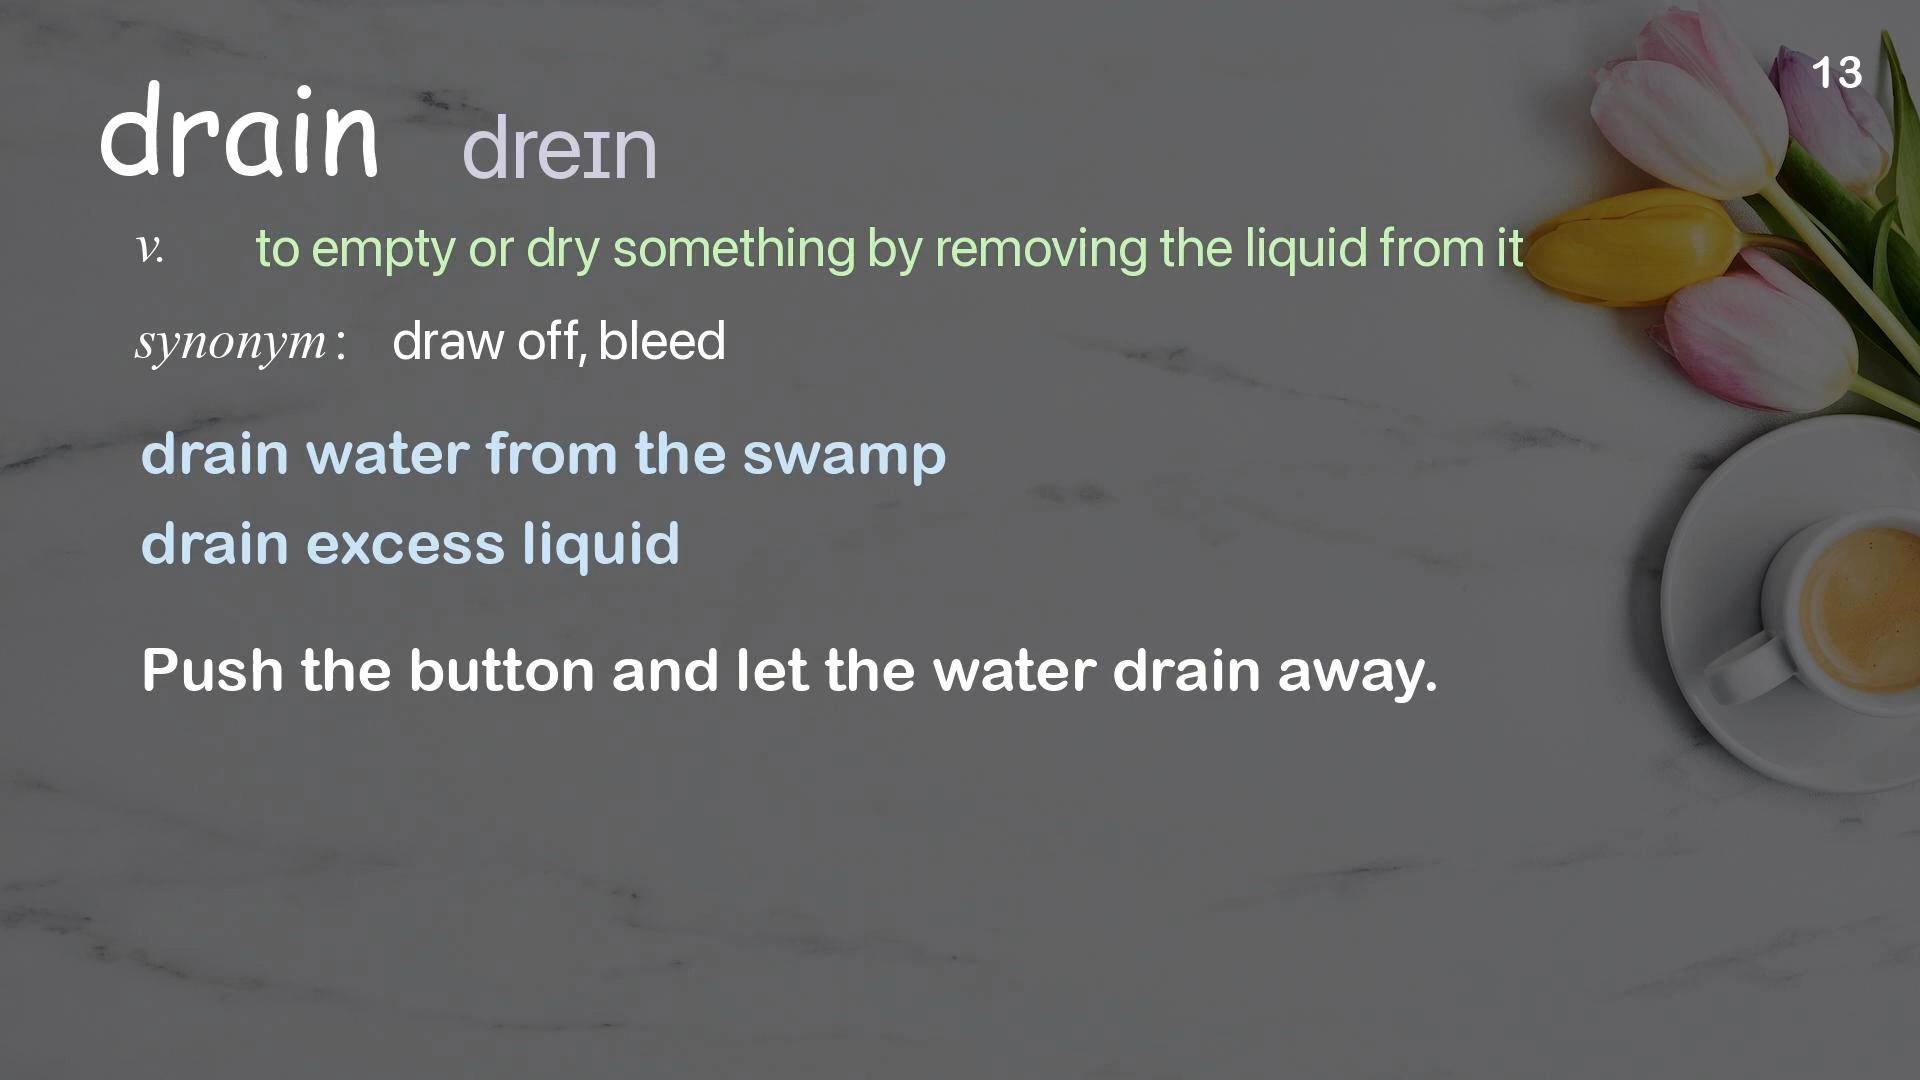 13
drain dreɪn
v. to empty or dry something by removing the liquid from it
synonym : draw off, bleed
drain water from the swamp
drain excess liquid
Push the button and let the water drain away.